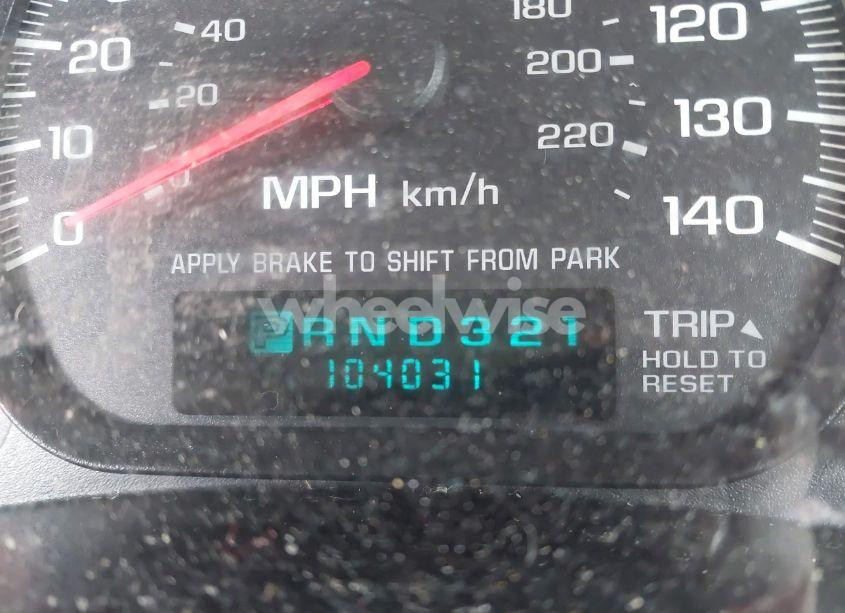 120
180
40
20
200
20
130
10
220
0
MPH km/h
140
0
APPLY BRAKE TO SHIFT FROM PARK
wheelwise
PRND321
TRIP
104031
HOLD TO
RESET